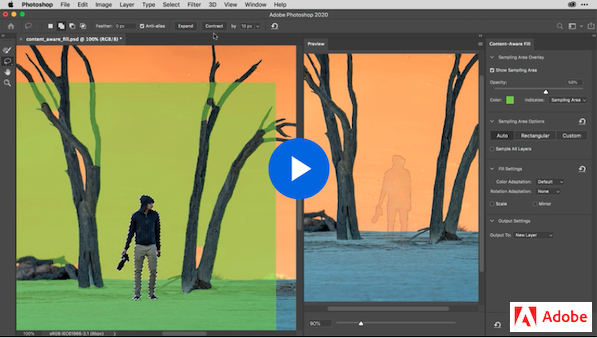 Photoshop File Edit Image Layer Type Select Filter 3D View Window Help
Adobe Photoshop 2020
Feather: 0 px Anti-alias Expand Contract by
content_aware_fill.psd @ 100% (RGB/8) *
Preview
Content-Aware Fill
Sampling Area Overlay
Show Sampling Area
Opacity:
Color: Indicates: Sampling Area
Sampling Area Options
Auto Rectangular Custom
Sample All Layers
Fill Settings
Color Adaptation: Default
Rotation Adaptation: None
Scale Mirror
Output Settings
Output To: New Layer
100%
90%
Adobe